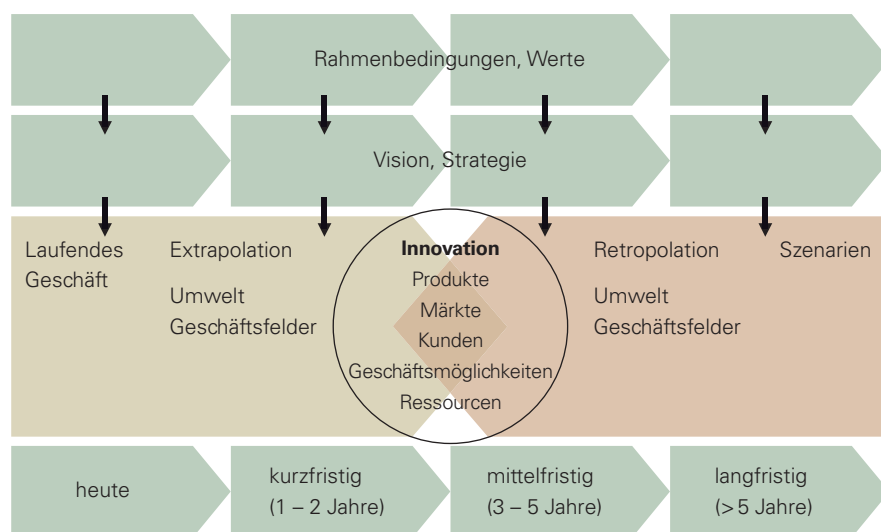 Rahmenbedingungen, Werte
Vision, Strategie
Laufendes
Geschäft
Extrapolation
Umwelt
Geschäftsfelder
Innovation
Produkte
Märkte
Kunden
Geschäftsmöglichkeiten
Ressourcen
Retropolation
Umwelt
Geschäftsfelder
Szenarien
heute
kurzfristig
(1 – 2 Jahre)
mittelfristig
(3 – 5 Jahre)
langfristig
(> 5 Jahre)